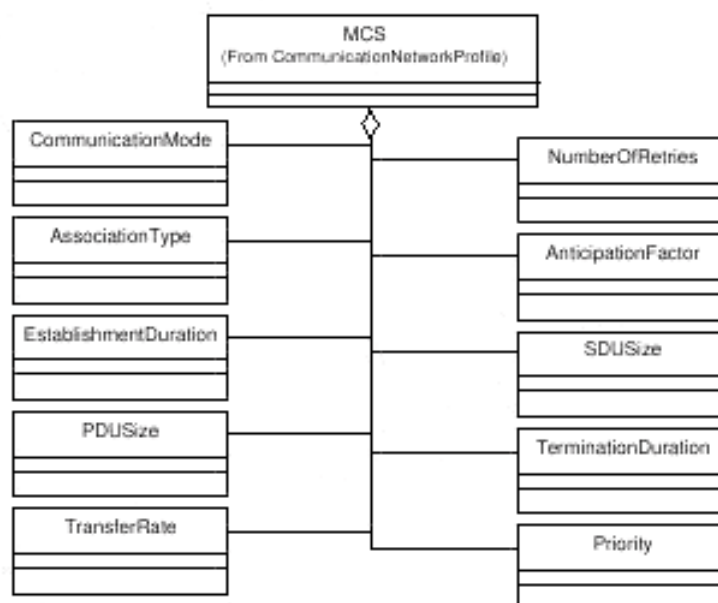 MCS
(From CommunicationNetworkProfile)
CommunicationMode
AssociationType
EstablishmentDuration
PDUSize
TransferRate
NumberOfRetries
AnticipationFactor
SDUSize
TerminationDuration
Priority